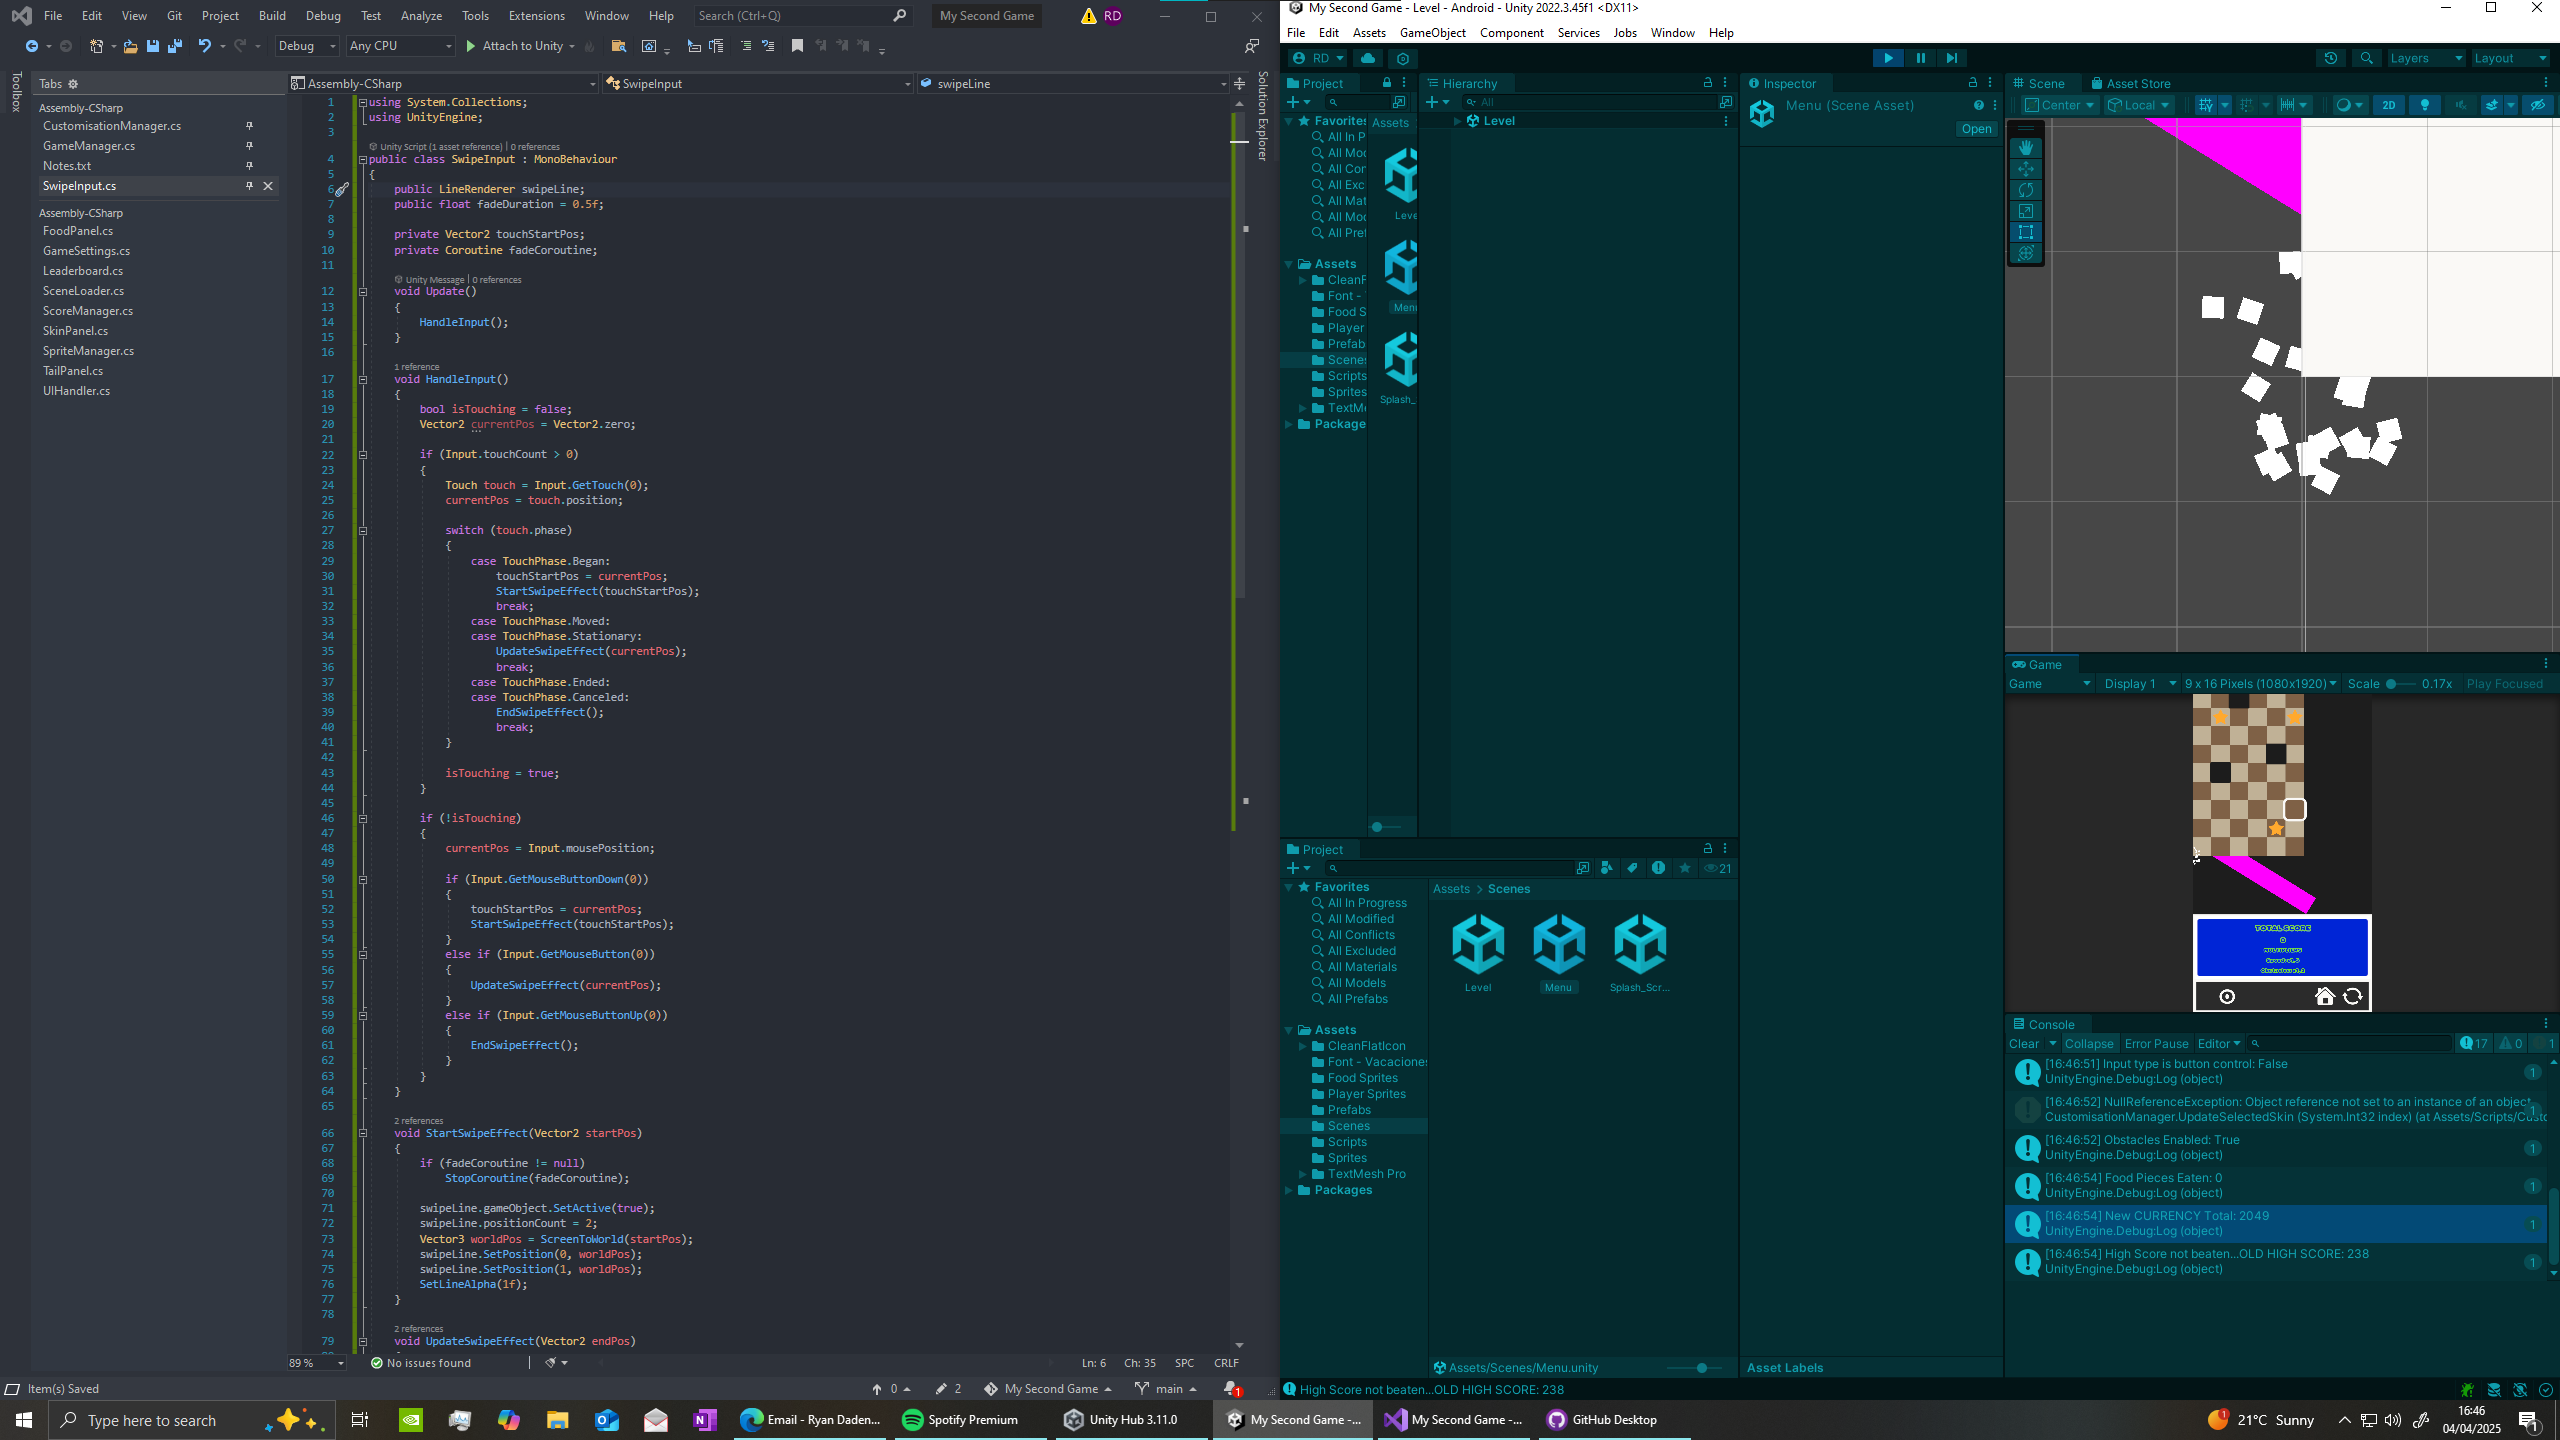 File Edit View Git Project Build Debug Test Analyze Tools Extensions Window Help Search (Ctrl+Q) My Second Game RD
Debug Any CPU Attach to Unity
Toolbox
Tabs
Assembly-CSharp
CustomisationManager.cs
GameManager.cs
Notes.txt
SwipeInput.cs
Assembly-CSharp
FoodPanel.cs
GameSettings.cs
Leaderboard.cs
SceneLoader.cs
ScoreManager.cs
SkinPanel.cs
SpriteManager.cs
TailPanel.cs
UIHandler.cs
Assembly-CSharp SwipeInput swipeLine
Solution Explorer
1 using System.Collections;
2 using UnityEngine;
3
Unity Script (1 asset reference) | 0 references
4 public class SwipeInput : MonoBehaviour
5 {
6 public LineRenderer swipeLine;
7 public float fadeDuration = 0.5f;
8
9 private Vector2 touchStartPos;
10 private Coroutine fadeCoroutine;
11
Unity Message | 0 references
12 void Update()
13 {
14 HandleInput();
15 }
16
1 reference
17 void HandleInput()
18 {
19 bool isTouching = false;
20 Vector2 currentPos = Vector2.zero;
21
22 if (Input.touchCount > 0)
23 {
24 Touch touch = Input.GetTouch(0);
25 currentPos = touch.position;
26
27 switch (touch.phase)
28 {
29 case TouchPhase.Began:
30 touchStartPos = currentPos;
31 StartSwipeEffect(touchStartPos);
32 break;
33 case TouchPhase.Moved:
34 case TouchPhase.Stationary:
35 UpdateSwipeEffect(currentPos);
36 break;
37 case TouchPhase.Ended:
38 case TouchPhase.Canceled:
39 EndSwipeEffect();
40 break;
41 }
42
43 isTouching = true;
44 }
45
46 if (!isTouching)
47 {
48 currentPos = Input.mousePosition;
49
50 if (Input.GetMouseButtonDown(0))
51 {
52 touchStartPos = currentPos;
53 StartSwipeEffect(touchStartPos);
54 }
55 else if (Input.GetMouseButton(0))
56 {
57 UpdateSwipeEffect(currentPos);
58 }
59 else if (Input.GetMouseButtonUp(0))
60 {
61 EndSwipeEffect();
62 }
63 }
64 }
65
2 references
66 void StartSwipeEffect(Vector2 startPos)
67 {
68 if (fadeCoroutine != null)
69 StopCoroutine(fadeCoroutine);
70
71 swipeLine.gameObject.SetActive(true);
72 swipeLine.positionCount = 2;
73 Vector3 worldPos = ScreenToWorld(startPos);
74 swipeLine.SetPosition(0, worldPos);
75 swipeLine.SetPosition(1, worldPos);
76 SetLineAlpha(1f);
77 }
78
2 references
79 void UpdateSwipeEffect(Vector2 endPos)
89 % No issues found Ln: 6 Ch: 35 SPC CRLF
Item(s) Saved 0 2 My Second Game main 1
My Second Game - Level - Android - Unity 2022.3.45f1 <DX11>
File Edit Assets GameObject Component Services Jobs Window Help
RD Layers Layout
Project
Favorites
All In P
All Mod
All Con
All Exc
All Mat
All Mod
All Pref
Assets
CleanF
Font -
Food S
Player
Prefab
Scenes
Scripts
Sprites
TextMe
Package
Assets
Leve
Menu
Splash_
Hierarchy
All
Level
Inspector
Menu (Scene Asset)
Open
Asset Labels
Scene Asset Store
Center Local 2D
Game
Game Display 1 9 x 16 Pixels (1080x1920) Scale 0.17x Play Focused
TOTAL SCORE
0
Project
21
Favorites
All In Progress
All Modified
All Conflicts
All Excluded
All Materials
All Models
All Prefabs
Assets
CleanFlatIcon
Font - Vacaciones
Food Sprites
Player Sprites
Prefabs
Scenes
Scripts
Sprites
TextMesh Pro
Packages
Assets > Scenes
Level Menu Splash_Scr...
Assets/Scenes/Menu.unity
Console
Clear Collapse Error Pause Editor 17 0 1
[16:46:51] Input type is button control: False
UnityEngine.Debug:Log (object)
1
[16:46:52] NullReferenceException: Object reference not set to an instance of an object
CustomisationManager.UpdateSelectedSkin (System.Int32 index) (at Assets/Scripts/Custo
1
[16:46:52] Obstacles Enabled: True
UnityEngine.Debug:Log (object)
1
[16:46:54] Food Pieces Eaten: 0
UnityEngine.Debug:Log (object)
1
[16:46:54] New CURRENCY Total: 2049
UnityEngine.Debug:Log (object)
1
[16:46:54] High Score not beaten...OLD HIGH SCORE: 238
UnityEngine.Debug:Log (object)
1
High Score not beaten...OLD HIGH SCORE: 238
Type here to search
Email - Ryan Daden...
Spotify Premium
Unity Hub 3.11.0
My Second Game -...
My Second Game -...
GitHub Desktop
1
21°C Sunny
16:46
04/04/2025
1